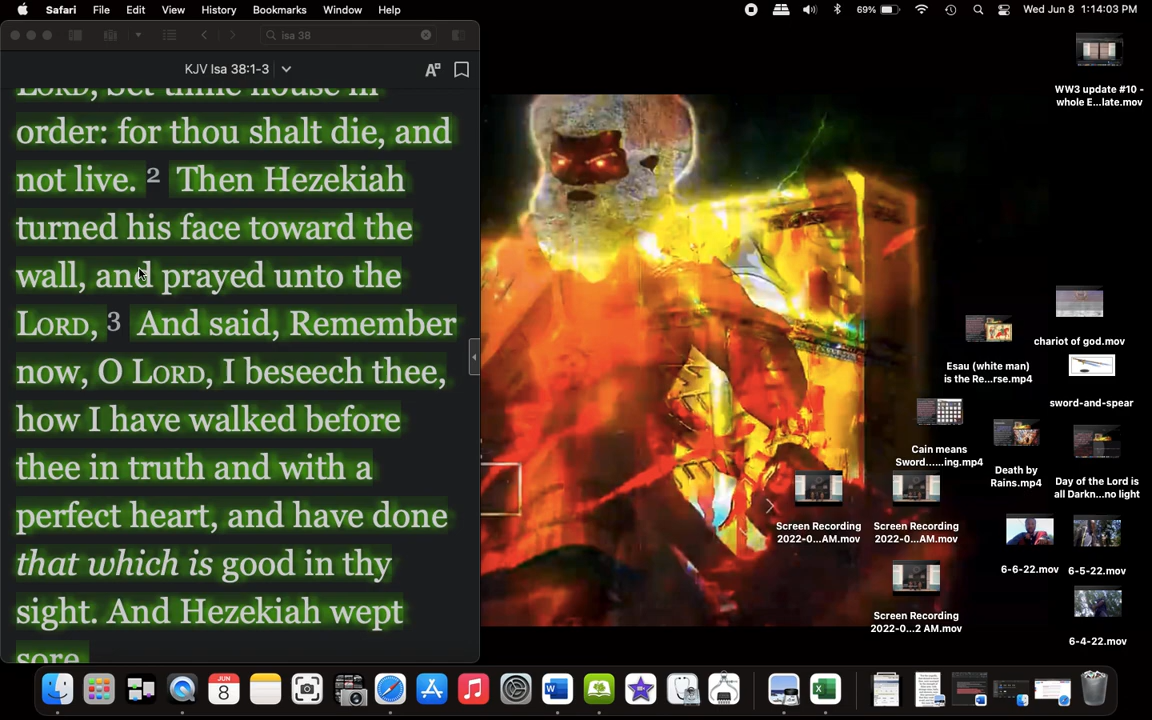 Safari File Edit View History Bookmarks Window Help 69% Wed Jun 8 1:14:03 PM
isa 38
KJV Isa 38:1-3
LORD, Set thine house in
order: for thou shalt die, and
not live. 2 Then Hezekiah
turned his face toward the
wall, and prayed unto the
LORD, 3 And said, Remember
now, O LORD, I beseech thee,
how I have walked before
thee in truth and with a
perfect heart, and have done
that which is good in thy
sight. And Hezekiah wept
sore.
WW3 update #10 -
whole E...late.mov
chariot of god.mov
Esau (white man)
is the Re...rse.mp4
sword-and-spear
Cain means
Sword......ing.mp4
Death by
Rains.mp4
Day of the Lord is
all Darkn...no light
Screen Recording
2022-0...AM.mov
Screen Recording
2022-0...AM.mov
6-6-22.mov
6-5-22.mov
Screen Recording
2022-0...2 AM.mov
6-4-22.mov
JUN
8